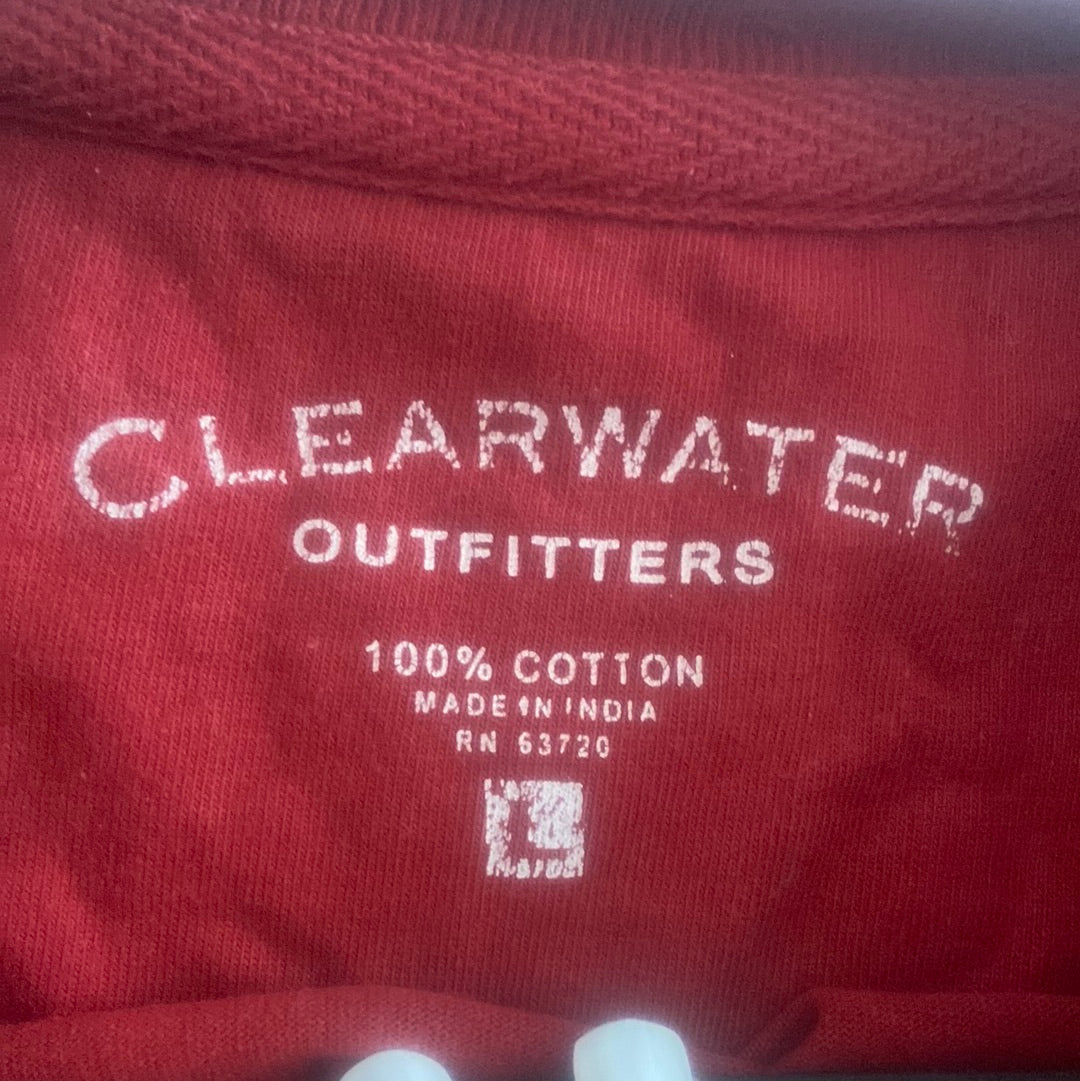 CLEARWATER
OUTFITTERS
100% COTTON
MADE IN INDIA
RN 63720
L